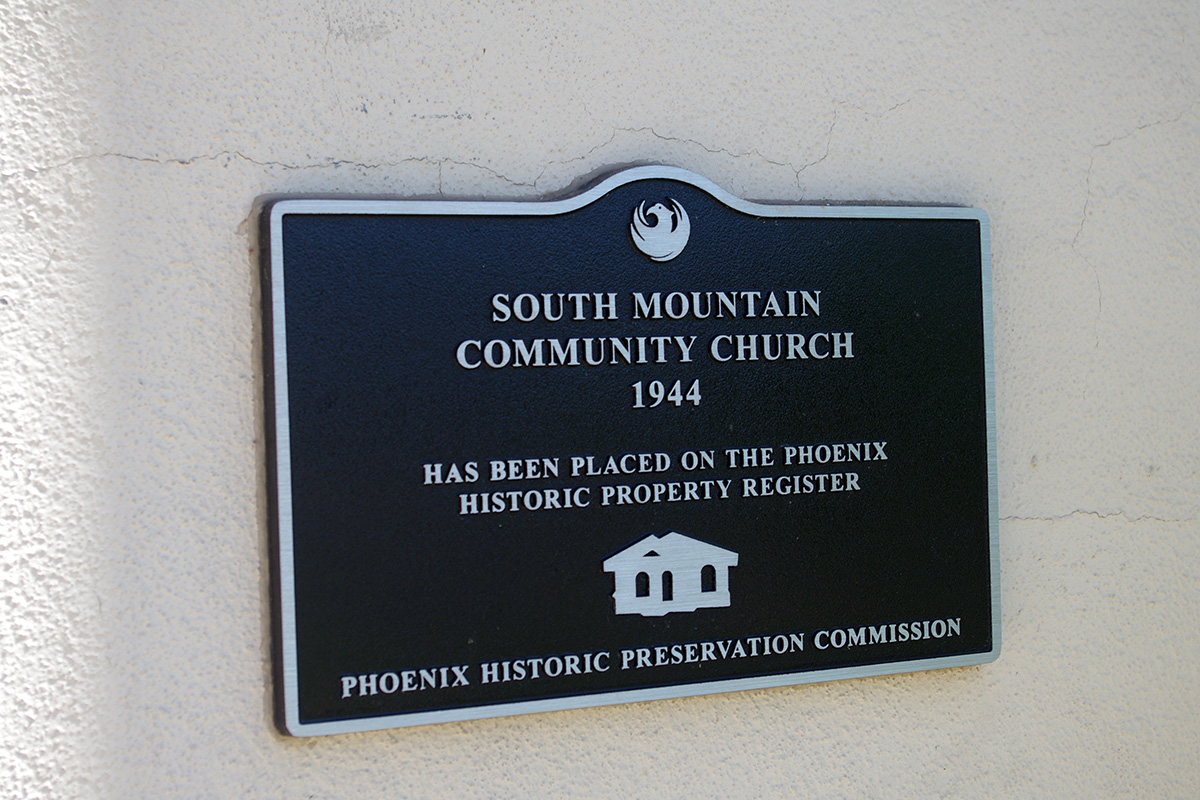 SOUTH MOUNTAIN
COMMUNITY CHURCH
1944
HAS BEEN PLACED ON THE PHOENIX
HISTORIC PROPERTY REGISTER
PHOENIX HISTORIC PRESERVATION COMMISSION